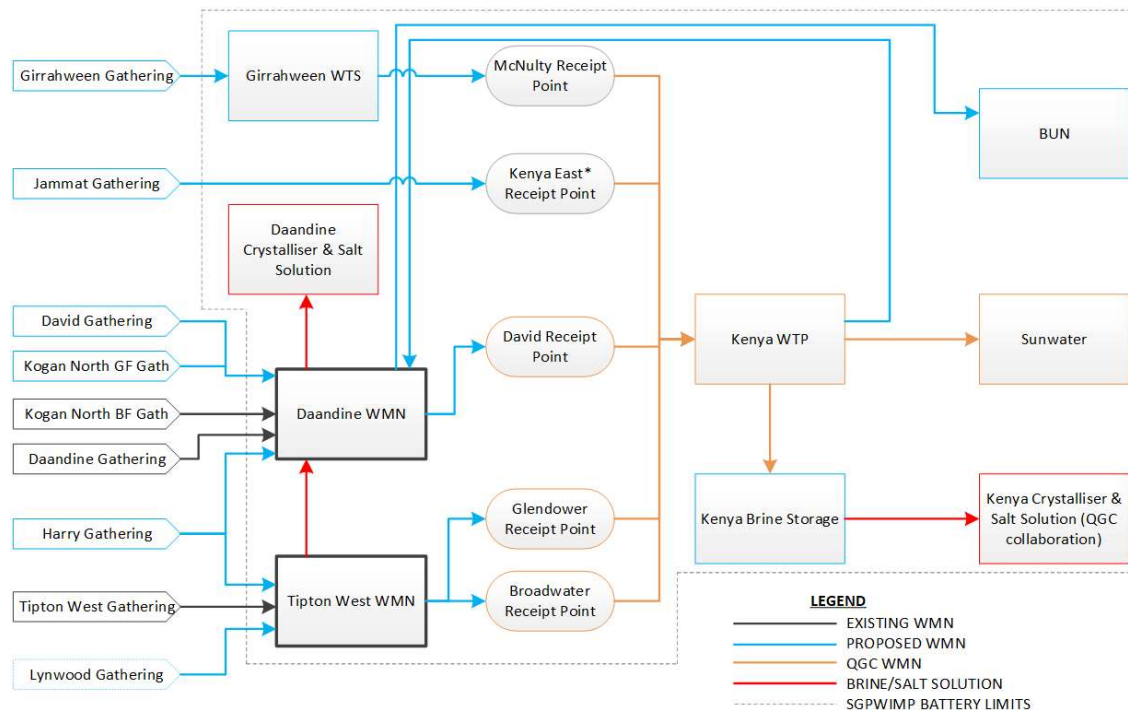 Girrahween Gathering
Girrahween WTS
McNulty Receipt
Point
BUN
Jammat Gathering
Kenya East*
Receipt Point
Daandine
Crystalliser & Salt
Solution
David Gathering
Kogan North GF Gath
Kogan North BF Gath
Daandine Gathering
Daandine WMN
David Receipt
Point
Kenya WTP
Sunwater
Harry Gathering
Glendower
Receipt Point
Kenya Brine Storage
Kenya Crystalliser &
Salt Solution (QGC
collaboration)
Tipton West Gathering
Tipton West WMN
Broadwater
Receipt Point
Lynwood Gathering
LEGEND
EXISTING WMN
PROPOSED WMN
QGC WMN
BRINE/SALT SOLUTION
SGPWIMP BATTERY LIMITS